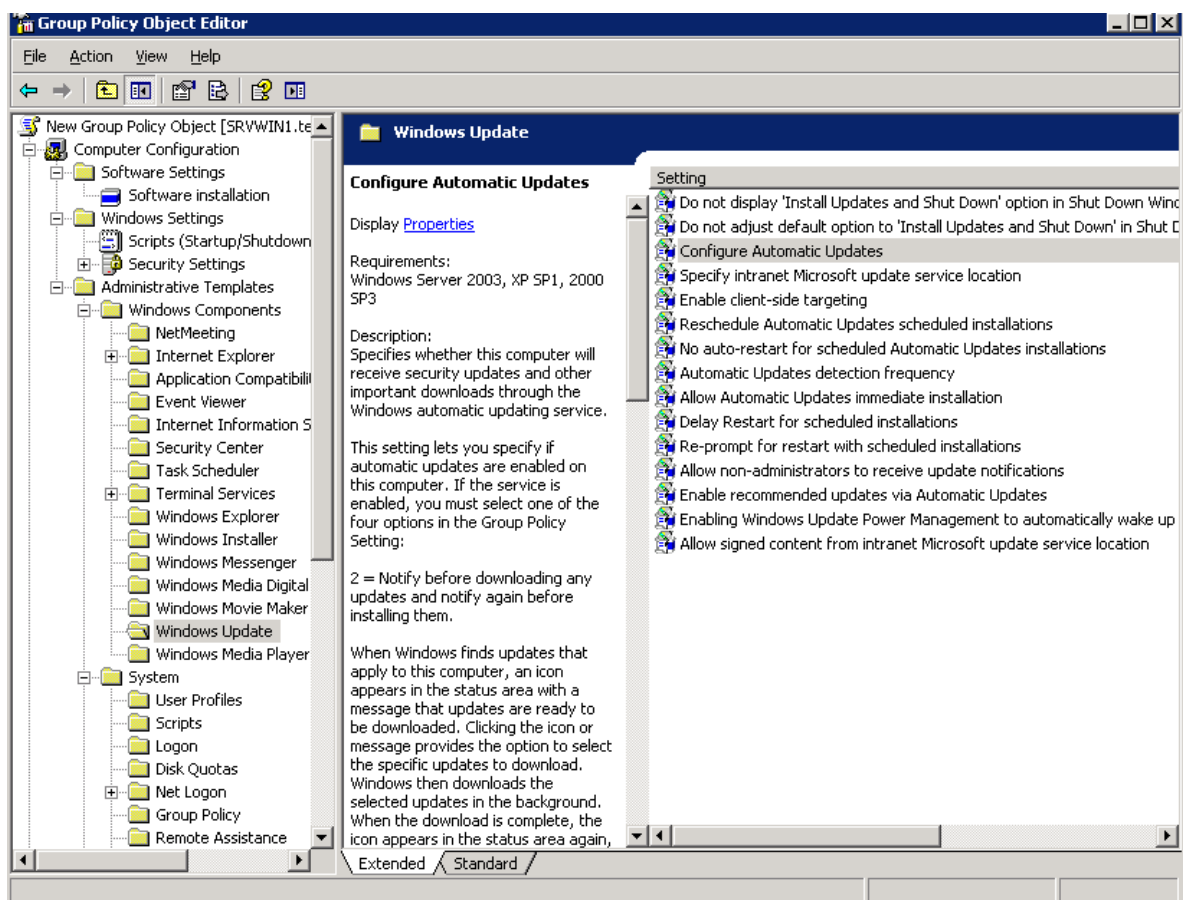 Group Policy Object Editor
File Action View Help
New Group Policy Object [SRVWIN1.te
Computer Configuration
Software Settings
Software installation
Windows Settings
Scripts (Startup/Shutdown
Security Settings
Administrative Templates
Windows Components
NetMeeting
Internet Explorer
Application Compatibili
Event Viewer
Internet Information S
Security Center
Task Scheduler
Terminal Services
Windows Explorer
Windows Installer
Windows Messenger
Windows Media Digital
Windows Movie Maker
Windows Update
Windows Media Player
System
User Profiles
Scripts
Logon
Disk Quotas
Net Logon
Group Policy
Remote Assistance
Windows Update
Configure Automatic Updates
Display Properties
Requirements:
Windows Server 2003, XP SP1, 2000
SP3
Description:
Specifies whether this computer will
receive security updates and other
important downloads through the
Windows automatic updating service.
This setting lets you specify if
automatic updates are enabled on
this computer. If the service is
enabled, you must select one of the
four options in the Group Policy
Setting:
2 = Notify before downloading any
updates and notify again before
installing them.
When Windows finds updates that
apply to this computer, an icon
appears in the status area with a
message that updates are ready to
be downloaded. Clicking the icon or
message provides the option to select
the specific updates to download.
Windows then downloads the
selected updates in the background.
When the download is complete, the
icon appears in the status area again,
Setting
Do not display 'Install Updates and Shut Down' option in Shut Down Wind
Do not adjust default option to 'Install Updates and Shut Down' in Shut D
Configure Automatic Updates
Specify intranet Microsoft update service location
Enable client-side targeting
Reschedule Automatic Updates scheduled installations
No auto-restart for scheduled Automatic Updates installations
Automatic Updates detection frequency
Allow Automatic Updates immediate installation
Delay Restart for scheduled installations
Re-prompt for restart with scheduled installations
Allow non-administrators to receive update notifications
Enable recommended updates via Automatic Updates
Enabling Windows Update Power Management to automatically wake up
Allow signed content from intranet Microsoft update service location
Extended Standard